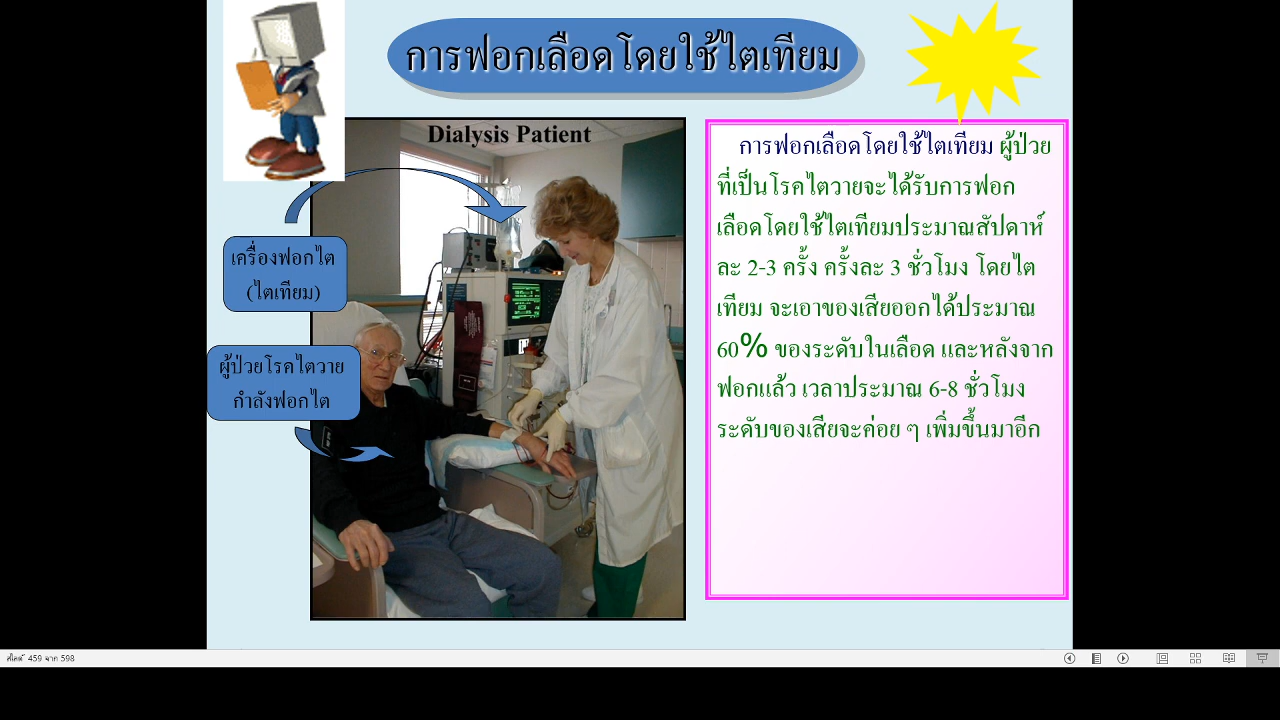 การฟอกเลือดโดยใช้ไตเทียม
Dialysis Patient
เครื่องฟอกไต
(ไตเทียม)
ผู้ป่วยโรคไตวาย
กำลังฟอกไต
การฟอกเลือดโดยใช้ไตเทียม ผู้ป่วย
ที่เป็นโรคไตวายจะได้รับการฟอก
เลือดโดยใช้ไตเทียมประมาณสัปดาห์
ละ 2-3 ครั้ง ครั้งละ 3 ชั่วโมง โดยไต
เทียม จะเอาของเสียออกได้ประมาณ
60% ของระดับในเลือด และหลังจาก
ฟอกแล้ว เวลาประมาณ 6-8 ชั่วโมง
ระดับของเสียจะค่อย ๆ เพิ่มขึ้นมาอีก
สไลด์ 459 จาก 598